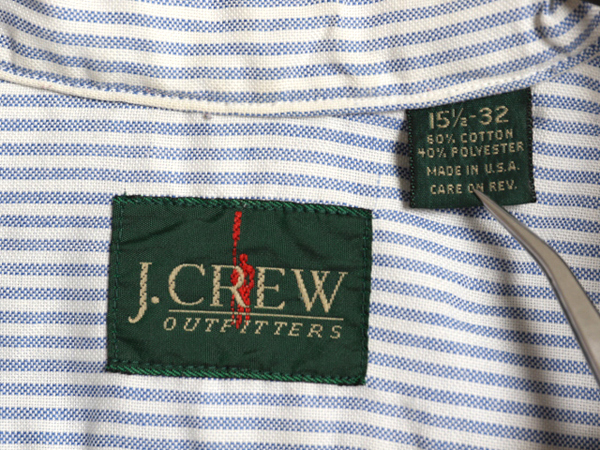 J. CREW
OUTFITTERS
15½-32
60% COTTON
40% POLYESTER
MADE IN U.S.A.
CARE ON REV.